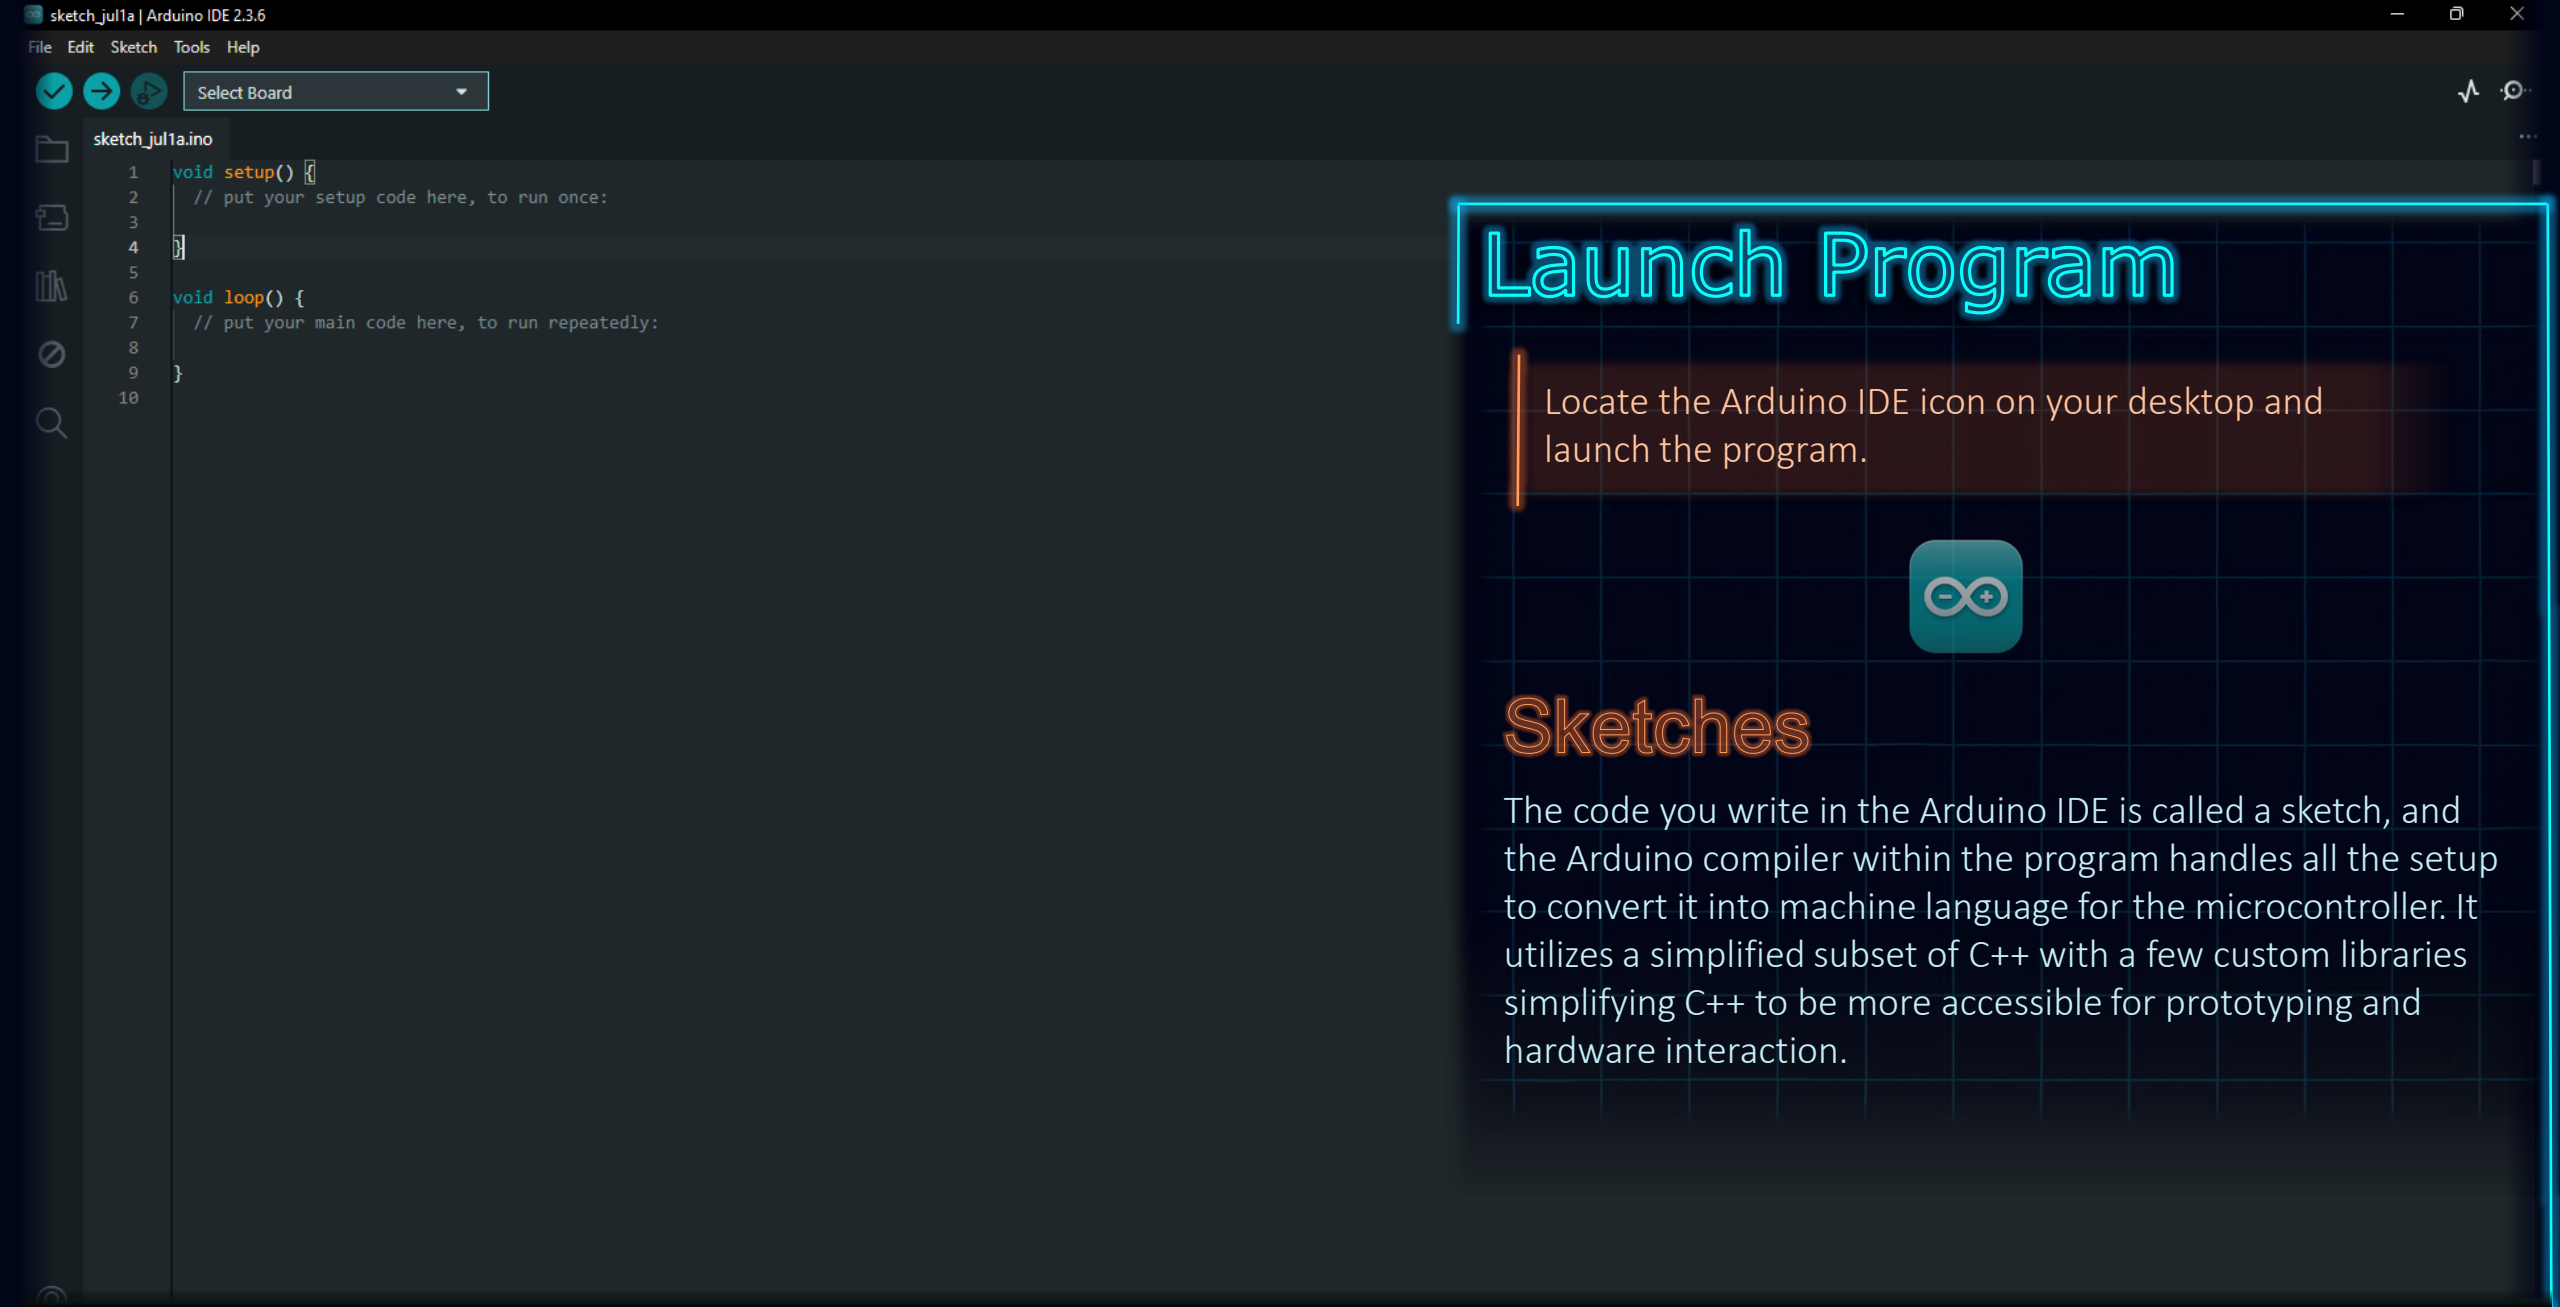 sketch_jul1a | Arduino IDE 2.3.6
File Edit Sketch Tools Help
Select Board
sketch_jul1a.ino
1 void setup() {
2 // put your setup code here, to run once:
3
4 }
5
6 void loop() {
7 // put your main code here, to run repeatedly:
8
9 }
10
Launch Program
Locate the Arduino IDE icon on your desktop and
launch the program.
Sketches
The code you write in the Arduino IDE is called a sketch, and
the Arduino compiler within the program handles all the setup
to convert it into machine language for the microcontroller. It
utilizes a simplified subset of C++ with a few custom libraries
simplifying C++ to be more accessible for prototyping and
hardware interaction.